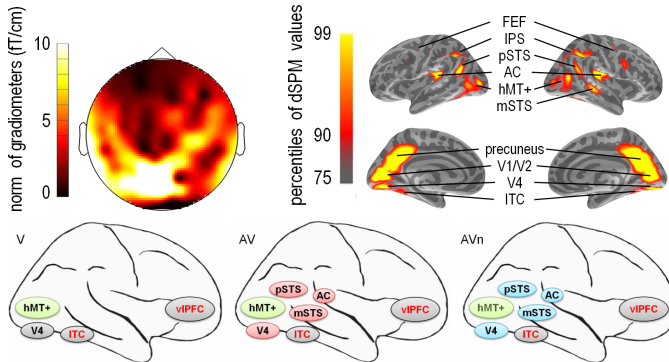 norm of gradiometers (fT/cm)
10
5
0
percentiles of dSPM values
99
90
75
FEF
IPS
pSTS
AC
hMT+
mSTS
precuneus
V1/V2
V4
ITC
V
hMT+
V4
ITC
vlPFC
AV
pSTS
AC
hMT+
mSTS
V4
ITC
vlPFC
AVn
pSTS
AC
hMT+
mSTS
V4
ITC
vlPFC